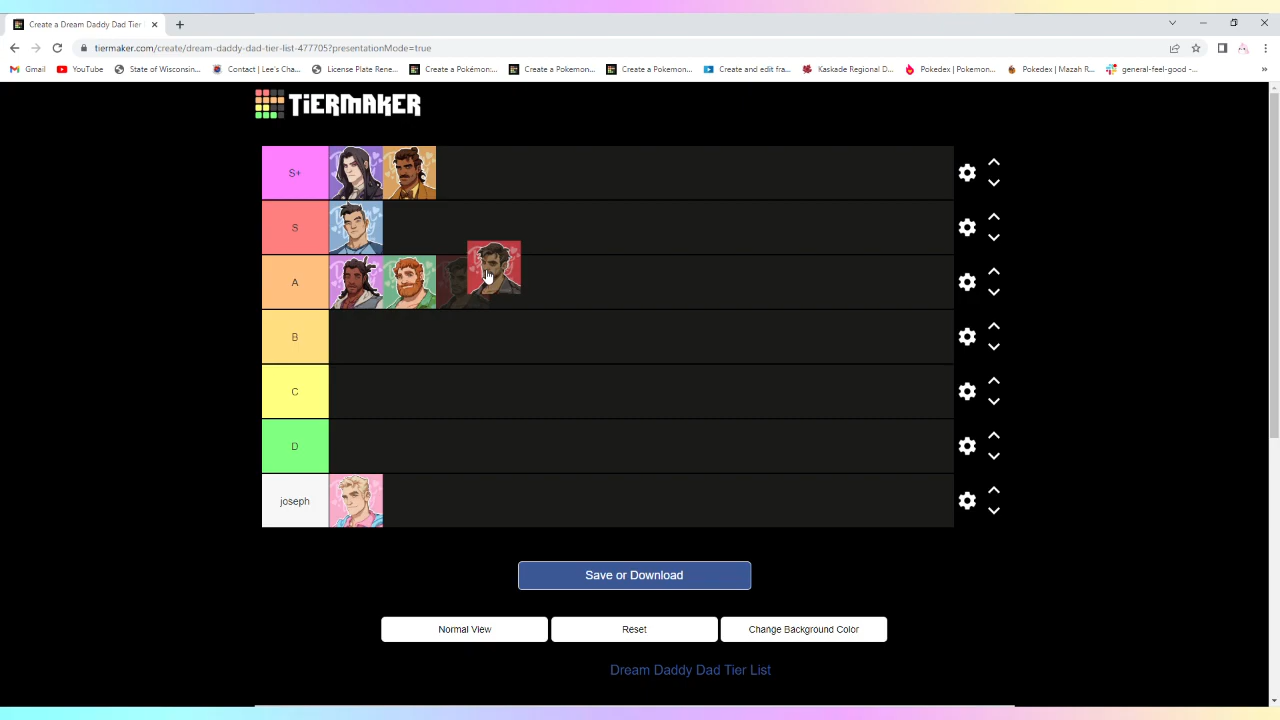 Create a Dream Daddy Dad Tier
tiermaker.com/create/dream-daddy-dad-tier-list-477705?presentationMode=true
Gmail YouTube State of Wisconsin... Contact | Lee's Cha... License Plate Rene... Create a Pokémon:... Create a Pokemon... Create a Pokemon... Create and edit fra... Kaskade Regional D... Pokedex | Pokemon... Pokedex | Mazah R... general-feel-good -... »
TiERMAKER
S+
S
A
B
C
D
joseph
Save or Download
Normal View Reset Change Background Color
Dream Daddy Dad Tier List